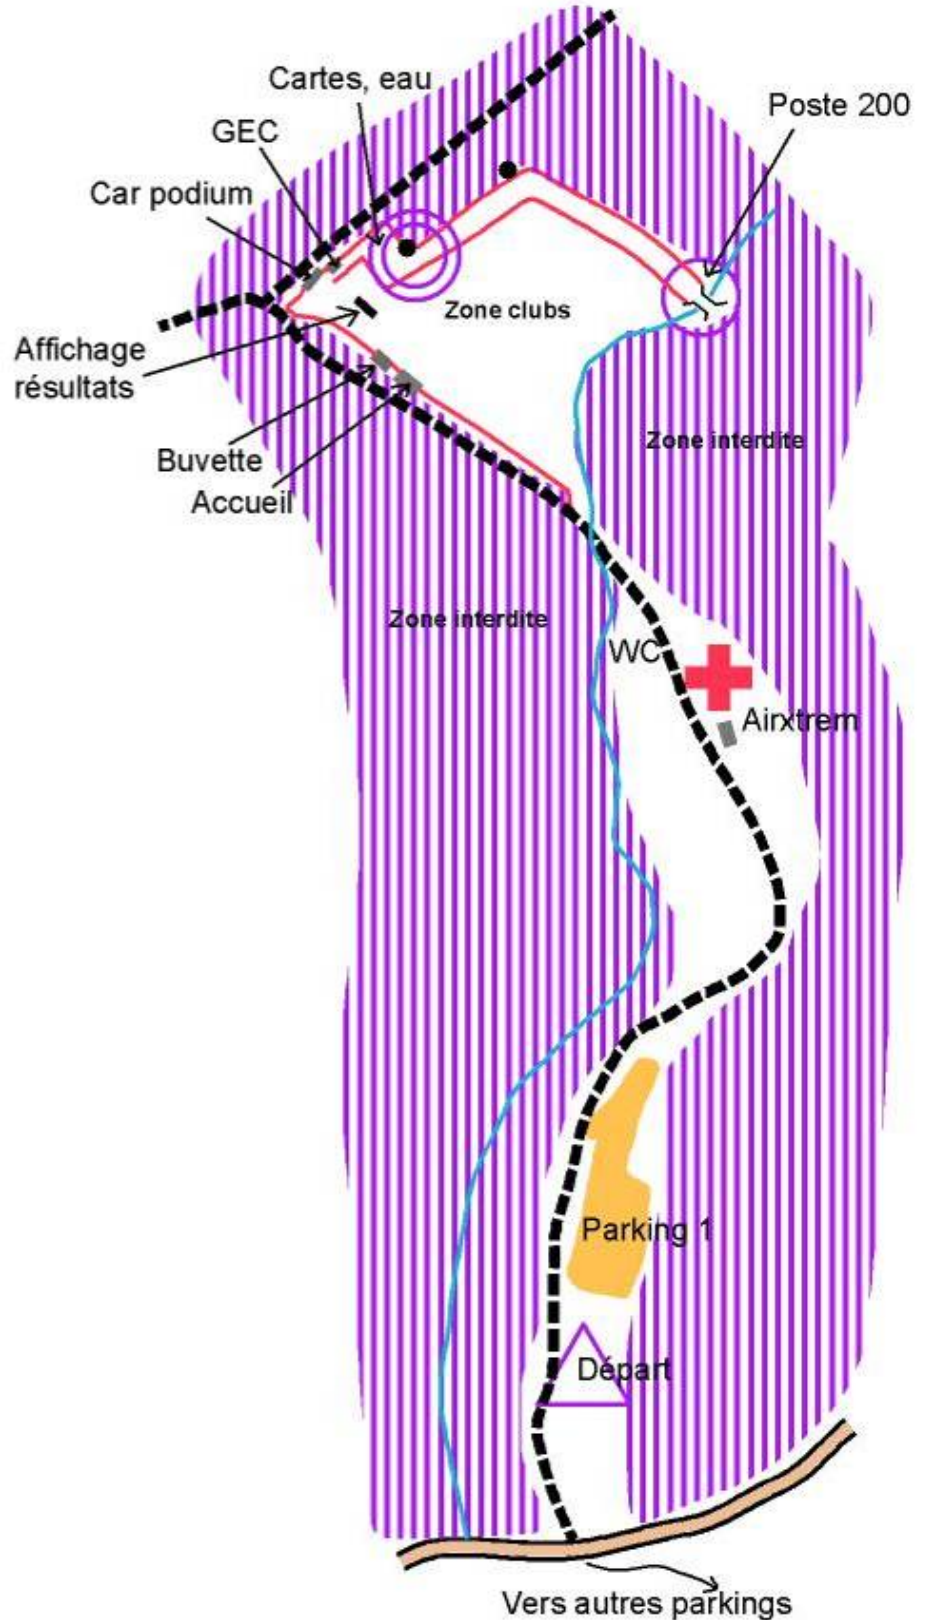 Cartes, eau
Poste 200
GEC
Car podium
Zone clubs
Affichage
résultats
Zone interdite
Buvette
Accueil
Zone interdite
WC
Airxtrem
Parking 1
Départ
Vers autres parkings